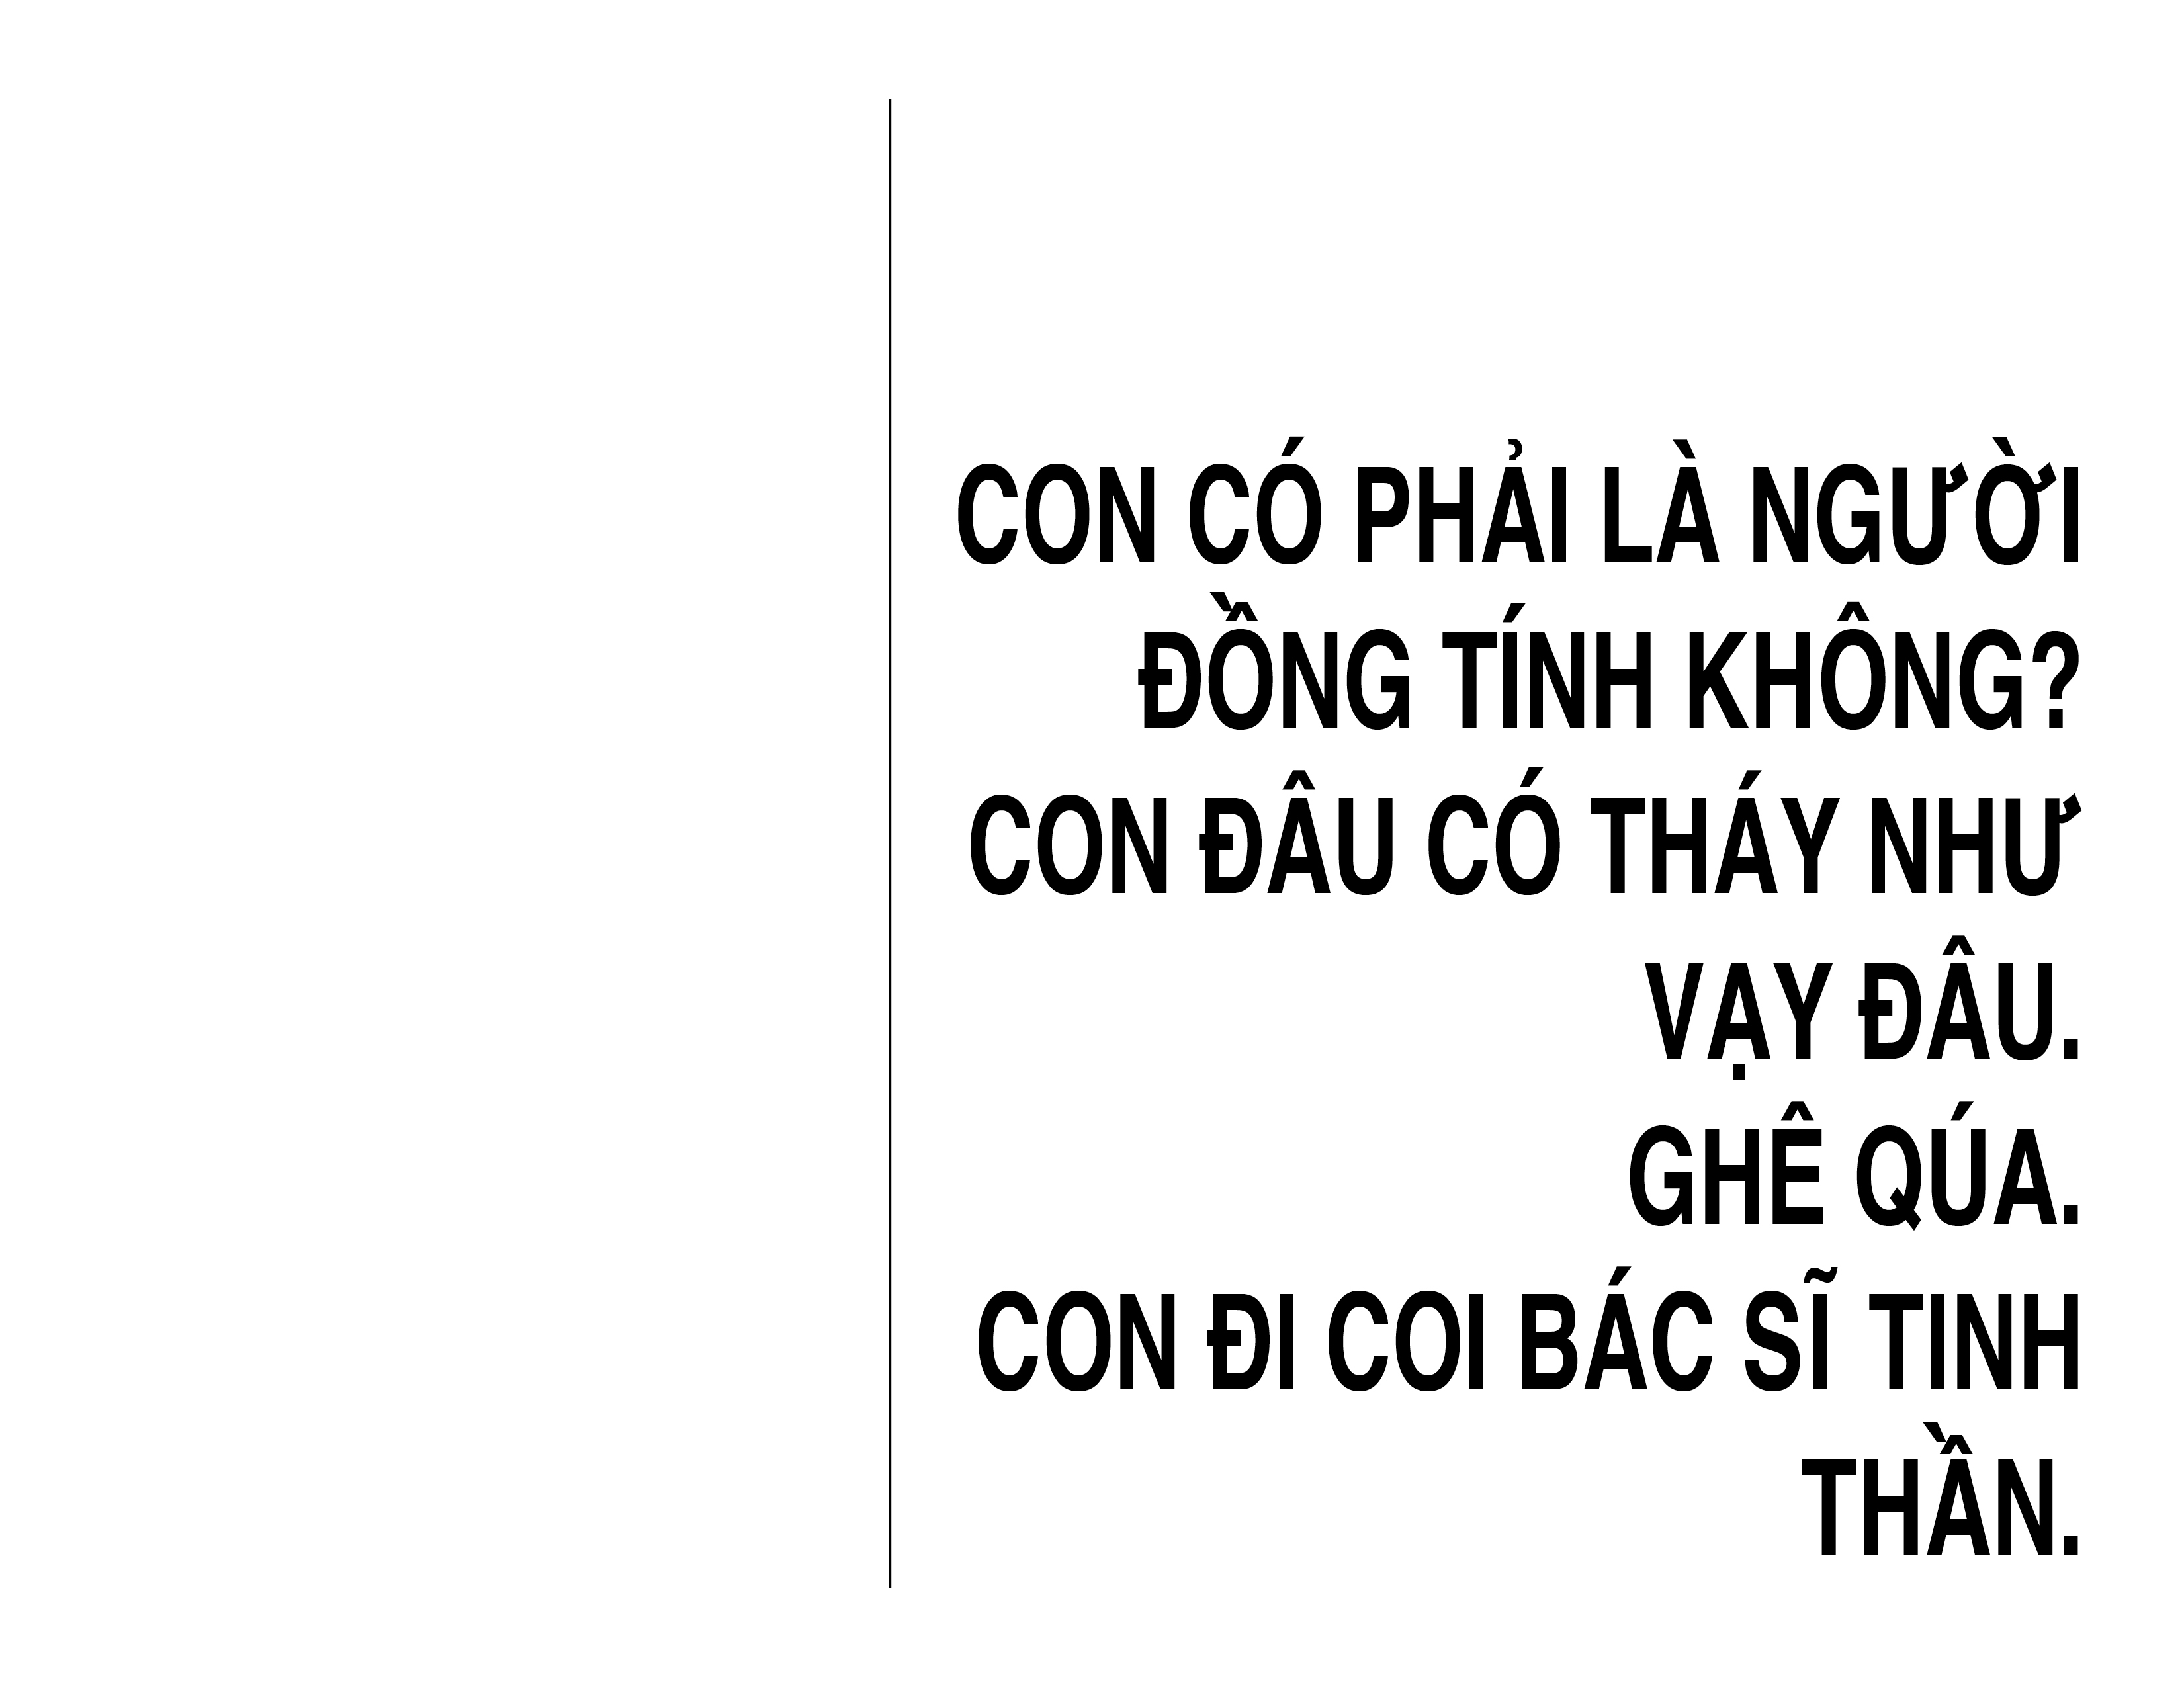 CON CÓ PHẢI LÀ NGƯỜI
ĐỒNG TÍNH KHÔNG?
CON ĐÂU CÓ THÁY NHƯ
VẠY ĐÂU.
GHÊ QÚA.
CON ĐI COI BÁC SĨ TINH
THẦN.